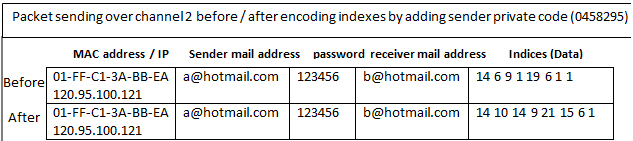 Packet sending over channel 2 before / after encoding indexes by adding sender private code (0458295)
MAC address / IP Sender mail address password receiver mail address Indices (Data)
Before 01-FF-C1-3A-BB-EA a@hotmail.com 123456 b@hotmail.com 14 6 9 1 19 6 1 1
120.95.100.121
After 01-FF-C1-3A-BB-EA a@hotmail.com 123456 b@hotmail.com 14 10 14 9 21 15 6 1
120.95.100.121